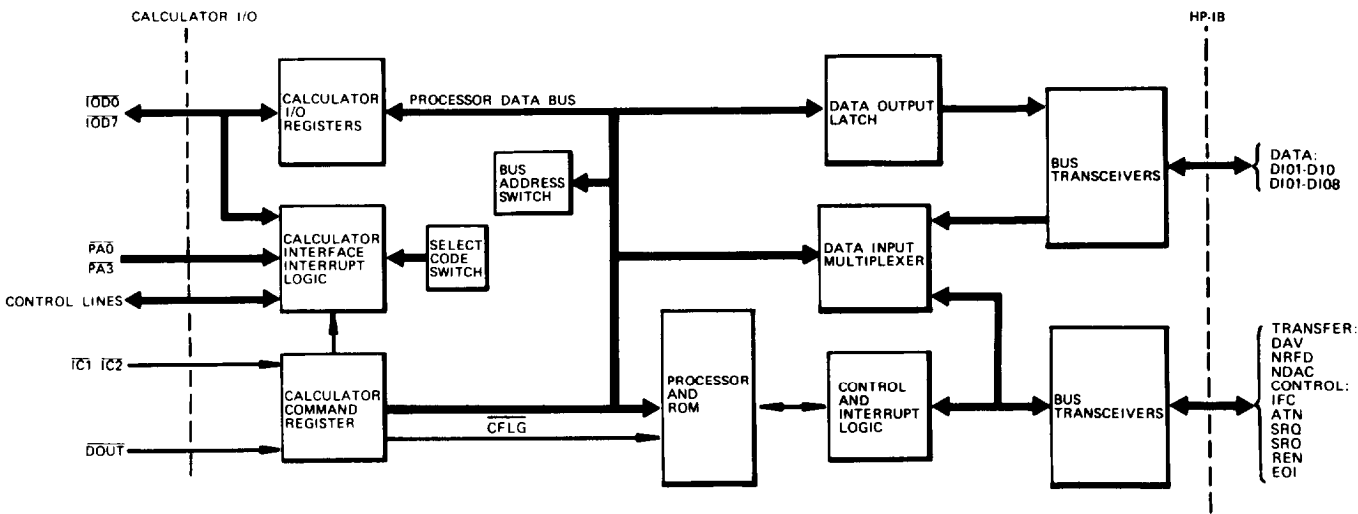 CALCULATOR I/O
HP-IB
IOD0
IOD7
CALCULATOR
I/O
REGISTERS
PROCESSOR DATA BUS
DATA OUTPUT
LATCH
BUS
TRANSCEIVERS
DATA:
DI01-D10
DI01-DI08
BUS
ADDRESS
SWITCH
PA0
PA3
CONTROL LINES
CALCULATOR
INTERFACE
INTERRUPT
LOGIC
SELECT
CODE
SWITCH
DATA INPUT
MULTIPLEXER
IC1 IC2
DOUT
CALCULATOR
COMMAND
REGISTER
CFLG
PROCESSOR
AND
ROM
CONTROL
AND
INTERRUPT
LOGIC
BUS
TRANSCEIVERS
TRANSFER:
DAV
NRFD
NDAC
CONTROL:
IFC
ATN
SRQ
SRO
REN
EOI